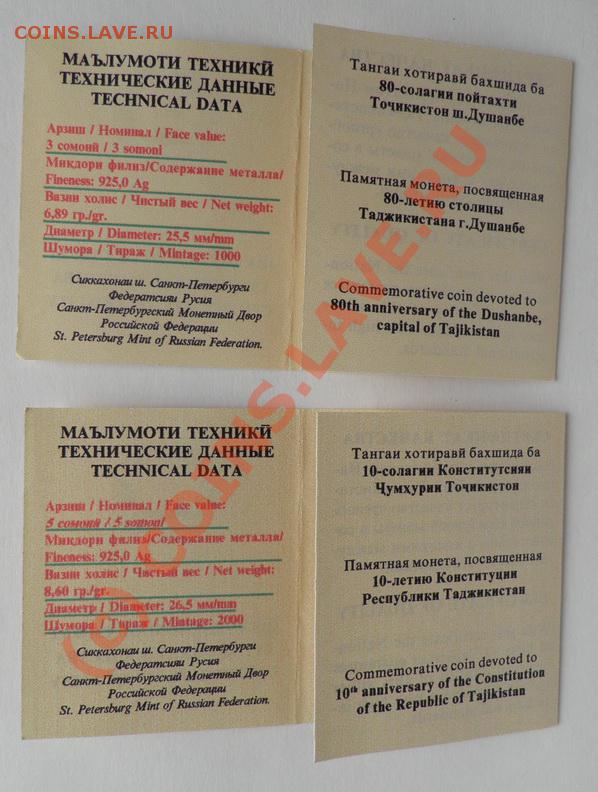 COINS.LAVE.RU
МАЪЛУМОТИ ТЕХНИКӢ
ТЕХНИЧЕСКИЕ ДАННЫЕ
TECHNICAL DATA
Арзиш / Номинал / Face value:
3 сомонӣ / 3 somoni
Миқдори филиз/Содержание металла/
Fineness: 925,0 Ag
Вазни холис / Чистый вес / Net weight:
6,89 гр./gr.
Диаметр / Diameter: 25,5 мм/mm
Шумора / Тираж / Mintage: 1000
Сиккахонаи ш. Санкт-Петербурги
Федератсияи Русия
Санкт-Петербургский Монетный Двор
Российской Федерации
St. Petersburg Mint of Russian Federation.
Тангаи хотиравӣ бахшида ба
80-солагии пойтахти
Тоҷикистон ш.Душанбе
Памятная монета, посвященная
80-летию столицы
Таджикистана г.Душанбе
Commemorative coin devoted to
80th anniversary of the Dushanbe,
capital of Tajikistan
МАЪЛУМОТИ ТЕХНИКӢ
ТЕХНИЧЕСКИЕ ДАННЫЕ
TECHNICAL DATA
Арзиш / Номинал / Face value:
5 сомонӣ / 5 somoni
Миқдори филиз/Содержание металла/
Fineness: 925,0 Ag
Вазни холис / Чистый вес / Net weight:
8,60 гр./gr.
Диаметр / Diameter: 26,5 мм/mm
Шумора / Тираж / Mintage: 2000
Сиккахонаи ш. Санкт-Петербурги
Федератсияи Русия
Санкт-Петербургский Монетный Двор
Российской Федерации
St. Petersburg Mint of Russian Federation.
Тангаи хотиравӣ бахшида ба
10-солагии Конститутсияи
Ҷумҳурии Тоҷикистон
Памятная монета, посвященная
10-летию Конституции
Республики Таджикистан
Commemorative coin devoted to
10th anniversary of the Constitution
of the Republic of Tajikistan
(c) COINS.LAVE.RU
COINS.LAVE.RU